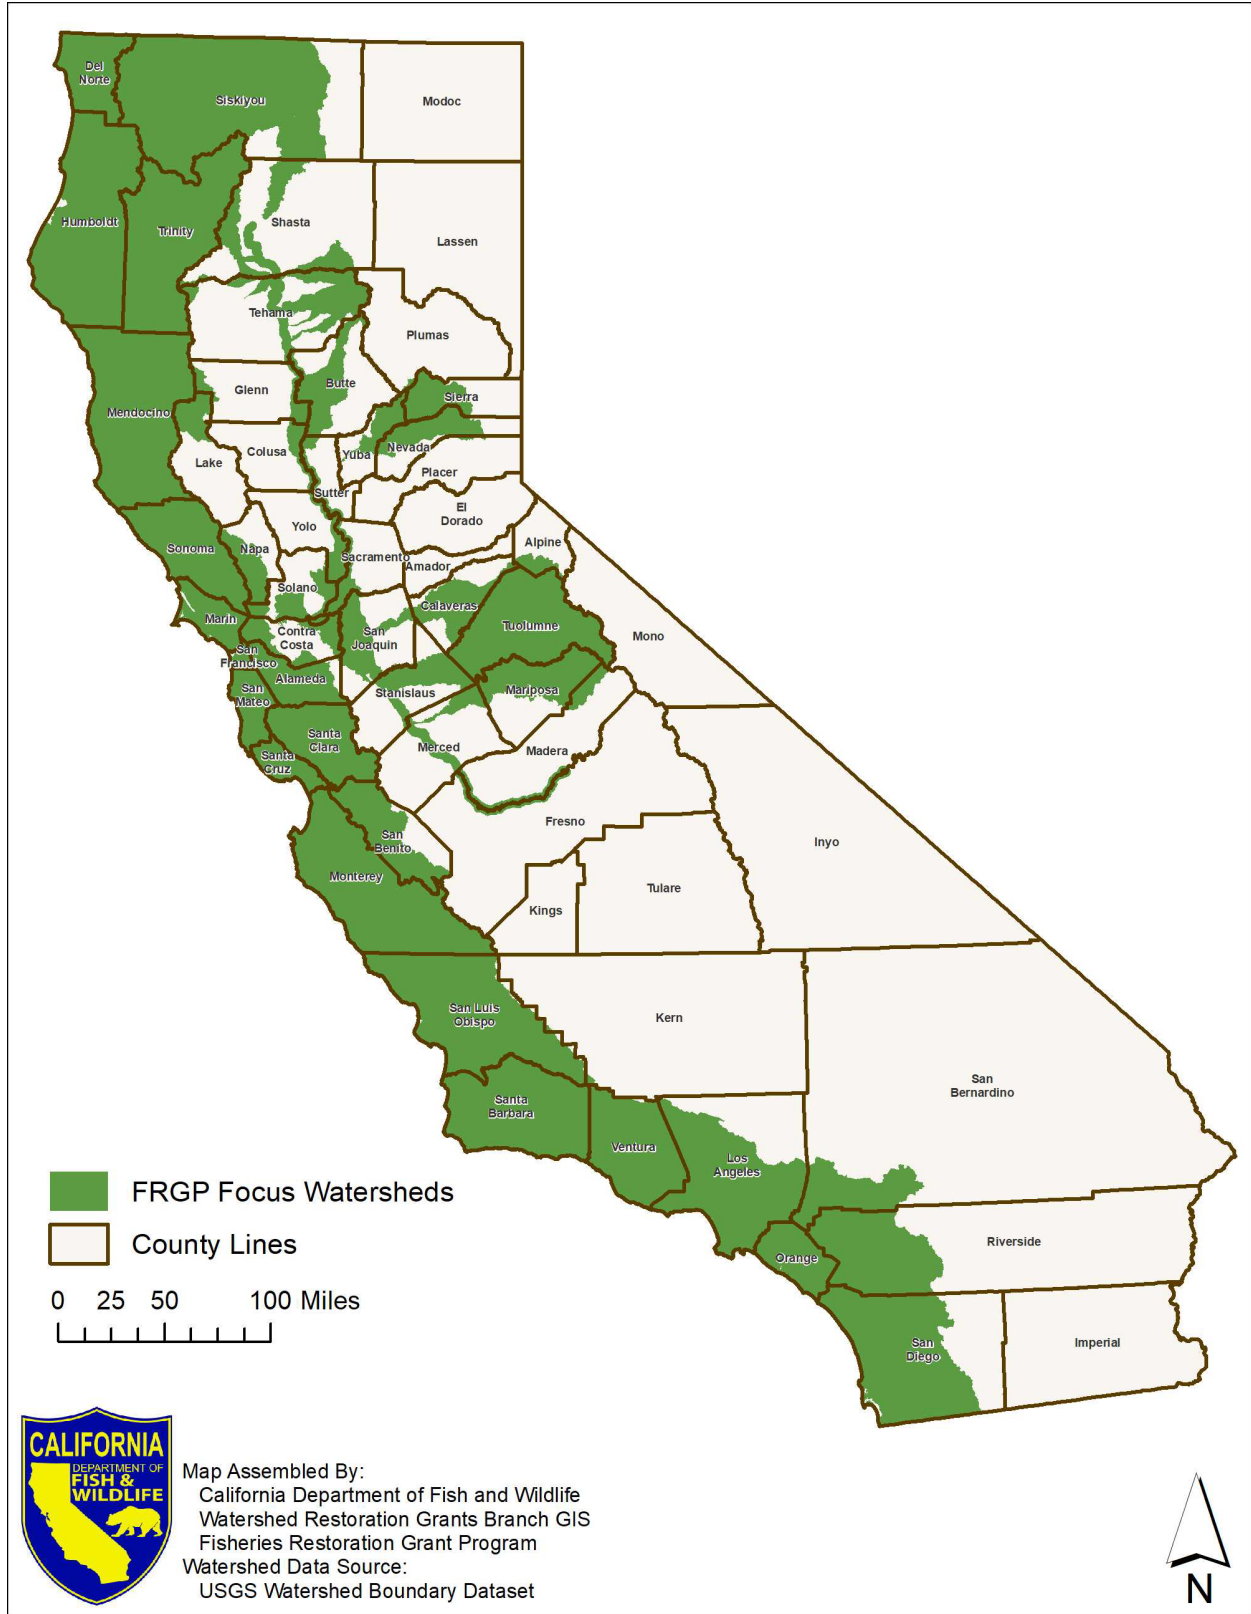 Del
Norte
Siskiyou
Modoc
Humboldt
Trinity
Shasta
Lassen
Tehama
Plumas
Glenn
Butte
Sierra
Mendocino
Lake
Colusa
Yuba
Nevada
Placer
Sutter
El
Dorado
Sonoma
Napa
Yolo
Sacramento
Alpine
Amador
Solano
Calaveras
Marin
Contra
Costa
San
Joaquin
Tuolumne
Mono
San
Francisco
Alameda
San
Mateo
Stanislaus
Mariposa
Santa
Clara
Santa
Cruz
Merced
Madera
Fresno
San
Benito
Monterey
Kings
Tulare
Inyo
San Luis
Obispo
Kern
San
Bernardino
Santa
Barbara
Ventura
Los
Angeles
Orange
Riverside
San
Diego
Imperial
FRGP Focus Watersheds
County Lines
0 25 50 100 Miles
CALIFORNIA
DEPARTMENT OF
FISH &
WILDLIFE
Map Assembled By:
California Department of Fish and Wildlife
Watershed Restoration Grants Branch GIS
Fisheries Restoration Grant Program
Watershed Data Source:
USGS Watershed Boundary Dataset
N